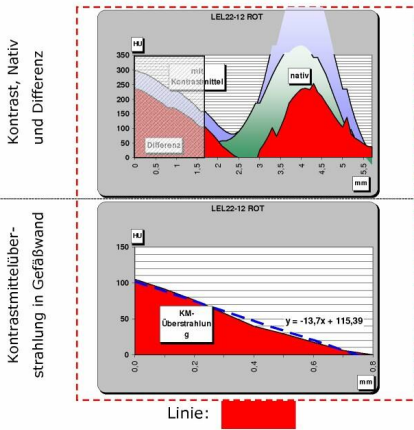 LEL22-12 ROT
HU
350
300
250
200
150
100
50
0
mit
Kontrastmittel
nativ
Differenz
0
0.5
1
1.5
2
2.5
3
3.5
4
4.5
5
5.5
mm
Kontrast, Nativ
und Differenz
LEL22-12 ROT
HU
150
100
50
0
KM-
Überstrahlun
g
y = -13,7x + 115,39
0.0
0.2
0.4
0.6
0.8
mm
Kontrastmittelüber-
strahlung in Gefäßwand
Linie: